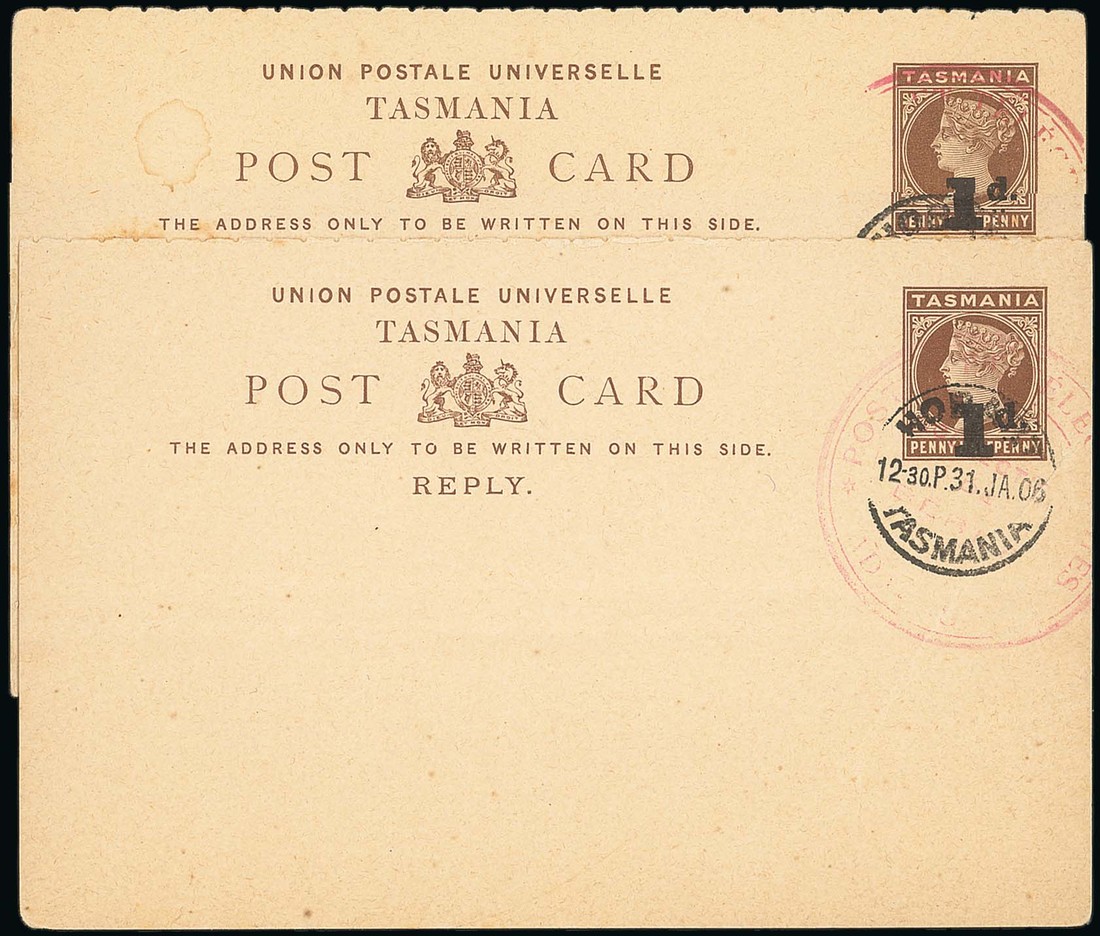 UNION POSTALE UNIVERSELLE
TASMANIA
TASMANIA
POST CARD
1d.
PENNY PENNY
THE ADDRESS ONLY TO BE WRITTEN ON THIS SIDE.
UNION POSTALE UNIVERSELLE
TASMANIA
TASMANIA
POST CARD
1d.
PENNY PENNY
THE ADDRESS ONLY TO BE WRITTEN ON THIS SIDE.
REPLY.
12-30.P.31.JA.06
TASMANIA